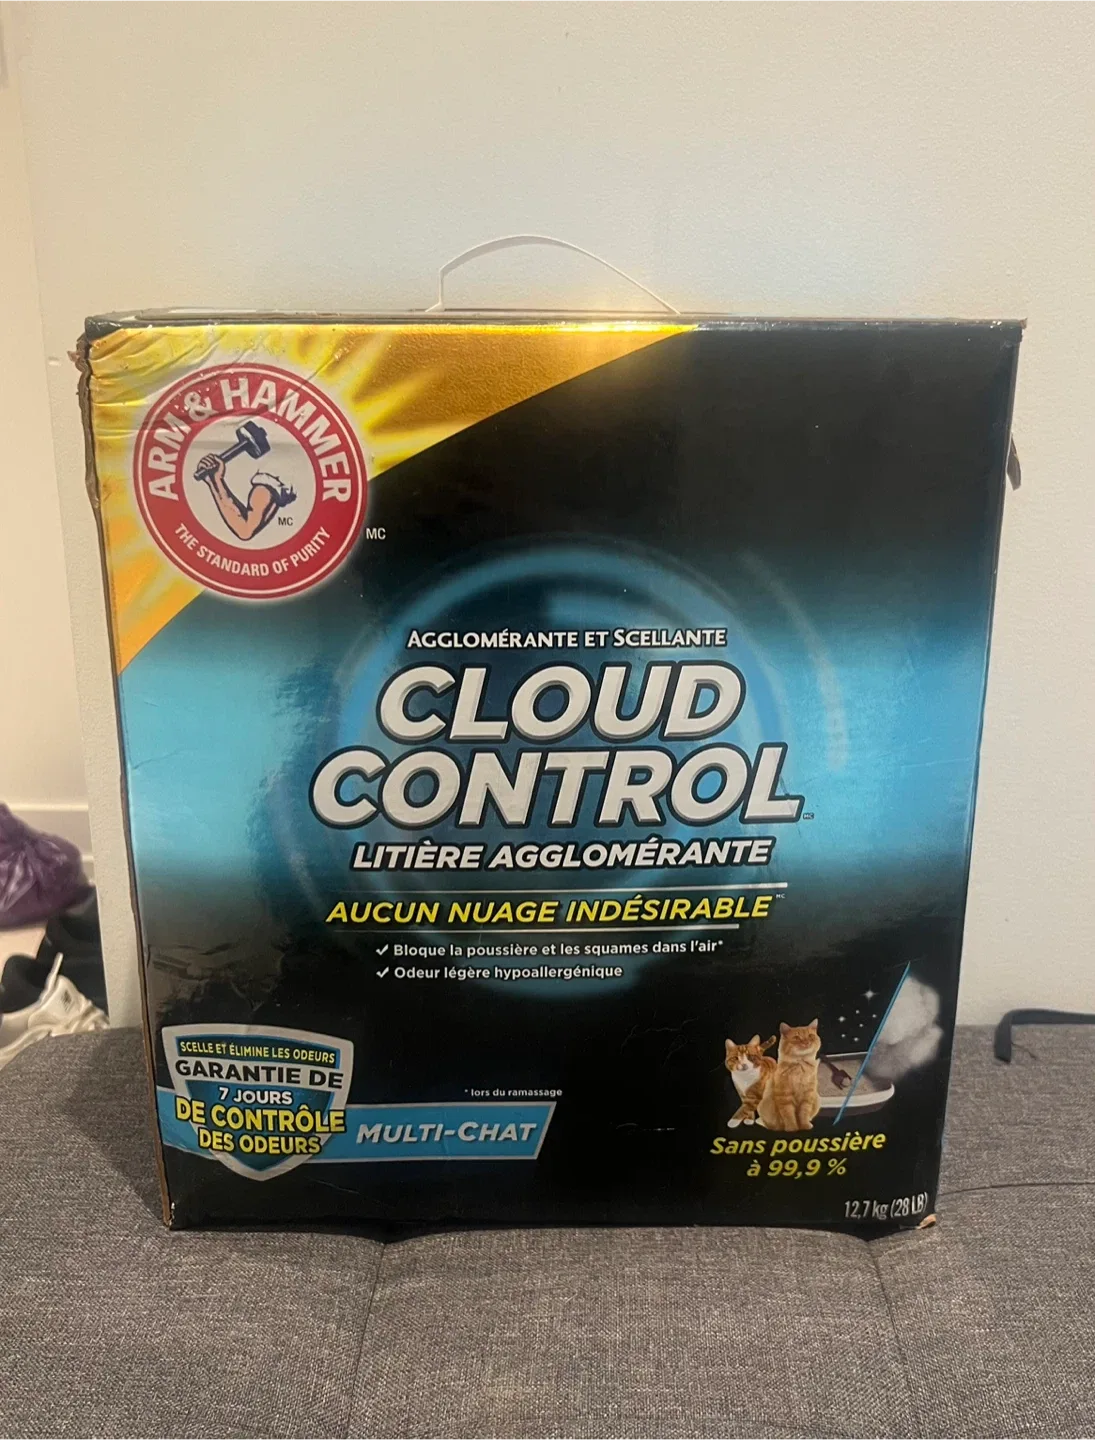 ARM & HAMMER
MC
THE STANDARD OF PURITY
MC
AGGLOMÉRANTE ET SCELLANTE
CLOUD
CONTROL
MC
LITIÈRE AGGLOMÉRANTE
AUCUN NUAGE INDÉSIRABLE MC
✓ Bloque la poussière et les squames dans l'air*
✓ Odeur légère hypoallergénique
SCELLE ET ÉLIMINE LES ODEURS
GARANTIE DE
7 JOURS
DE CONTRÔLE
DES ODEURS
* lors du ramassage
MULTI-CHAT
Sans poussière
à 99,9 %
12,7 kg (28 LB)